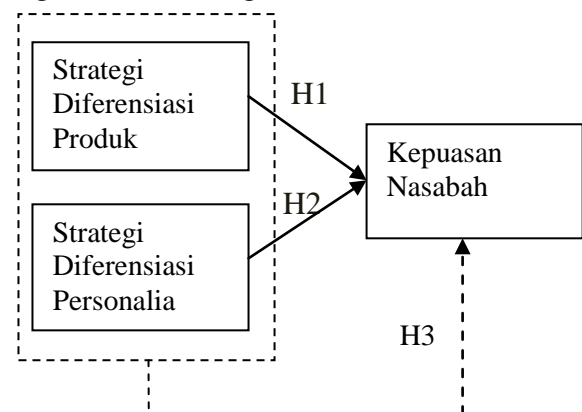 Strategi
Diferensiasi
Produk
H1
Kepuasan
Nasabah
H2
Strategi
Diferensiasi
Personalia
H3